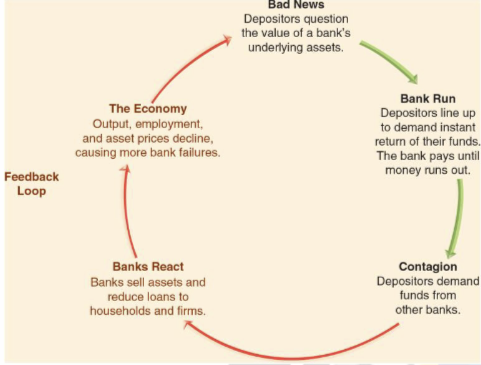 Bad News
Depositors question
the value of a bank's
underlying assets.
Bank Run
Depositors line up
to demand instant
return of their funds.
The bank pays until
money runs out.
Contagion
Depositors demand
funds from
other banks.
Banks React
Banks sell assets and
reduce loans to
households and firms.
The Economy
Output, employment,
and asset prices decline,
causing more bank failures.
Feedback
Loop